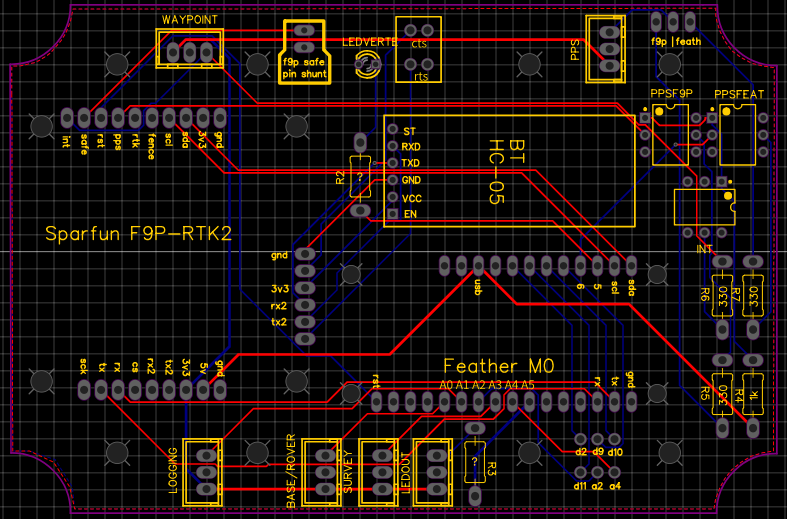 WAYPOINT
f9p safe
pin shunt
LEDVERTE
cts
rts
PPS
f9p | feath
PPSF9P
PPSFEAT
int
safe
rst
pps
rtk
fence
scl
sda
3v3
gnd
ST
RXD
TXD
GND
VCC
EN
BT
HC-05
R2
?
Sparfun F9P-RTK2
INT
gnd
3v3
rx2
tx2
usb
6
5
scl
sda
R6
330
R7
330
sck
tx
rx
cs
rx2
tx2
3v3
5v
gnd
Feather M0
rst
A0 A1 A2 A3 A4 A5
rx
tx
gnd
R5
330
R4
1k
LOGGING
BASE/ROVER
SURVEY
LEDOUT
?
R3
d2 d9 d10
d11 a2 a4